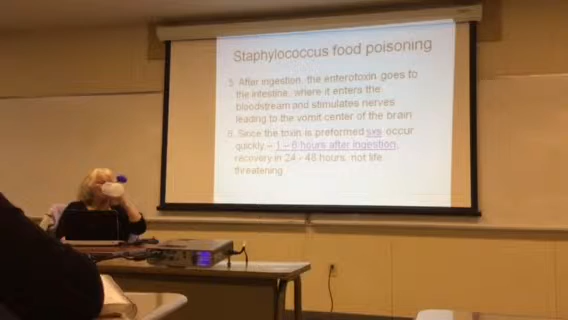 Staphylococcus food poisoning
5. After ingestion, the enterotoxin goes to
the intestine, where it enters the
bloodstream and stimulates nerves
leading to the vomit center of the brain
6. Since the toxin is preformed sxs occur
quickly – 1 – 6 hours after ingestion,
recovery in 24 - 48 hours, not life
threatening